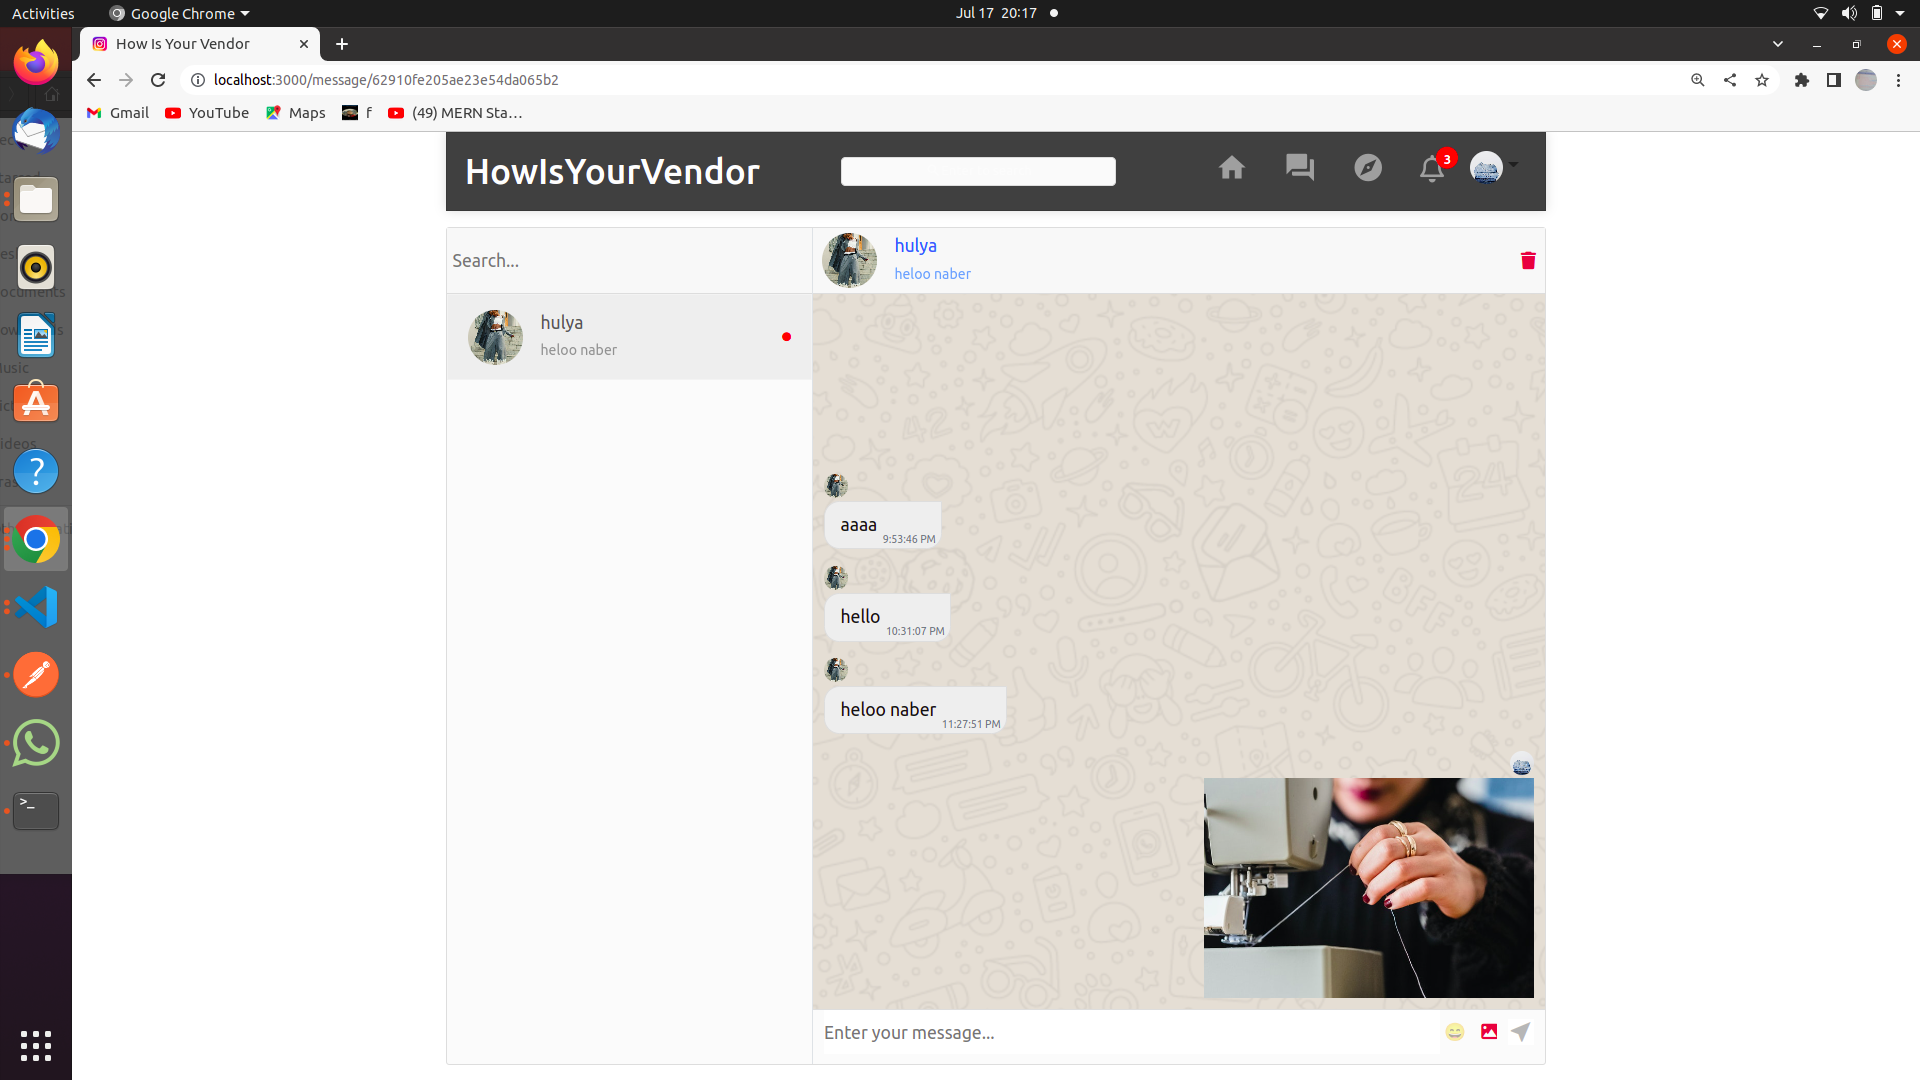 Activities
Google Chrome
Jul 17 20:17
How Is Your Vendor
localhost:3000/message/62910fe205ae23e54da065b2
Gmail
YouTube
Maps
f
(49) MERN Sta...
HowIsYourVendor
3
Search...
hulya
heloo naber
hulya
heloo naber
aaaa
9:53:46 PM
hello
10:31:07 PM
heloo naber
11:27:51 PM
Enter your message...